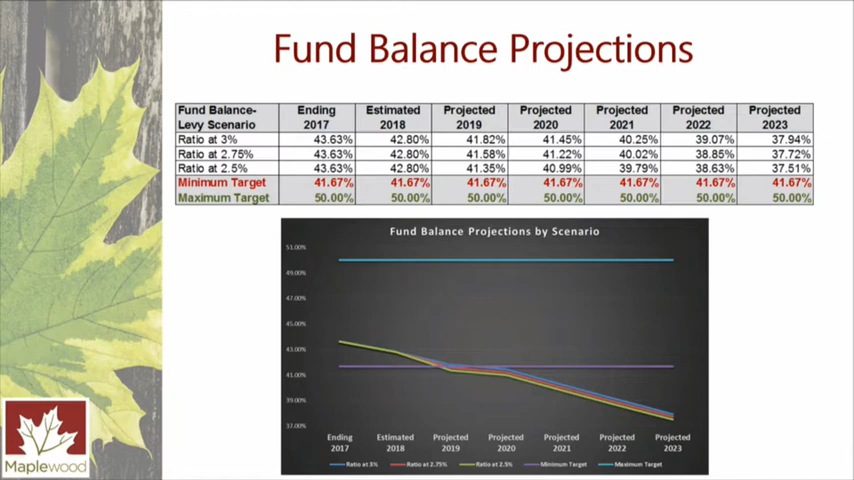 Fund Balance Projections
Fund Balance- Ending Estimated Projected Projected Projected Projected Projected
Levy Scenario 2017 2018 2019 2020 2021 2022 2023
Ratio at 3% 43.63% 42.80% 41.82% 41.45% 40.25% 39.07% 37.94%
Ratio at 2.75% 43.63% 42.80% 41.58% 41.22% 40.02% 38.85% 37.72%
Ratio at 2.5% 43.63% 42.80% 41.35% 40.99% 39.79% 38.63% 37.51%
Minimum Target 41.67% 41.67% 41.67% 41.67% 41.67% 41.67% 41.67%
Maximum Target 50.00% 50.00% 50.00% 50.00% 50.00% 50.00% 50.00%
Fund Balance Projections by Scenario
51.00%
49.00%
47.00%
45.00%
43.00%
41.00%
39.00%
37.00%
Ending Estimated Projected Projected Projected Projected Projected
2017 2018 2019 2020 2021 2022 2023
Ratio at 3% Ratio at 2.75% Ratio at 2.5% Minimum Target Maximum Target
Maplewood